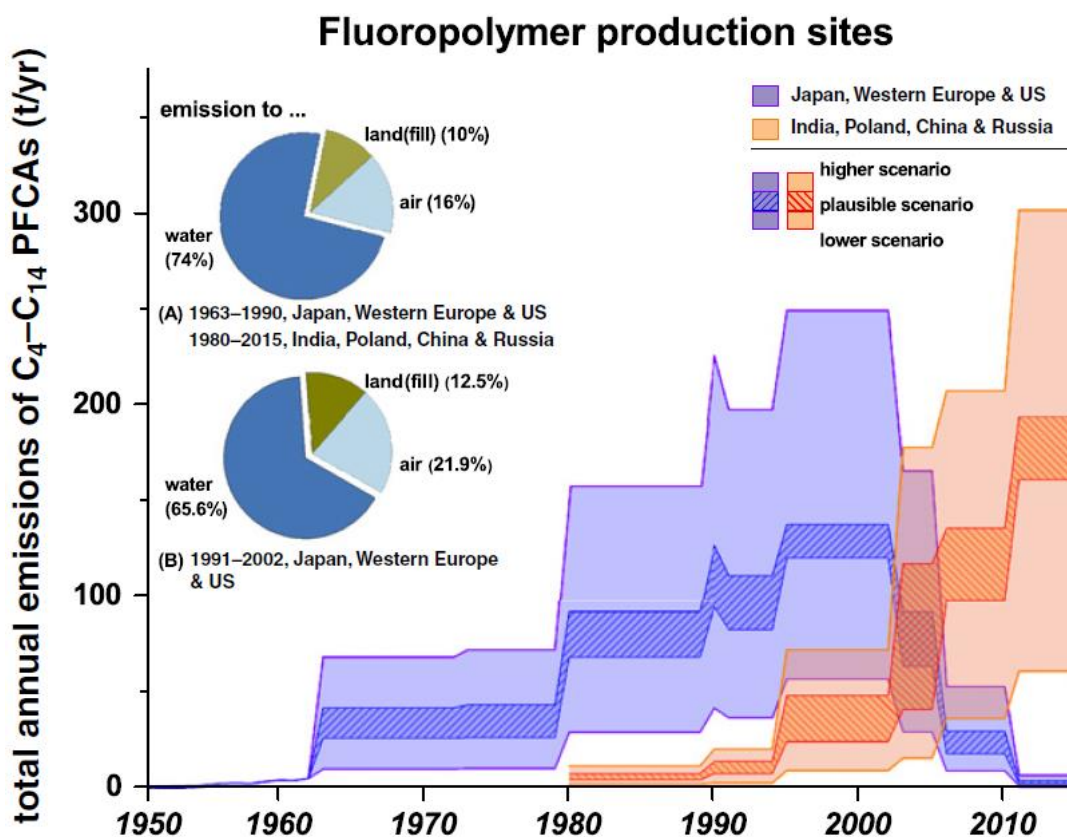 Fluoropolymer production sites
total annual emissions of C₄–C₁₄ PFCAs (t/yr)
300
200
100
0
1950
1960
1970
1980
1990
2000
2010
emission to ...
land(fill) (10%)
air (16%)
water
(74%)
(A) 1963–1990, Japan, Western Europe & US
1980–2015, India, Poland, China & Russia
land(fill) (12.5%)
air (21.9%)
water
(65.6%)
(B) 1991–2002, Japan, Western Europe
& US
Japan, Western Europe & US
India, Poland, China & Russia
higher scenario
plausible scenario
lower scenario